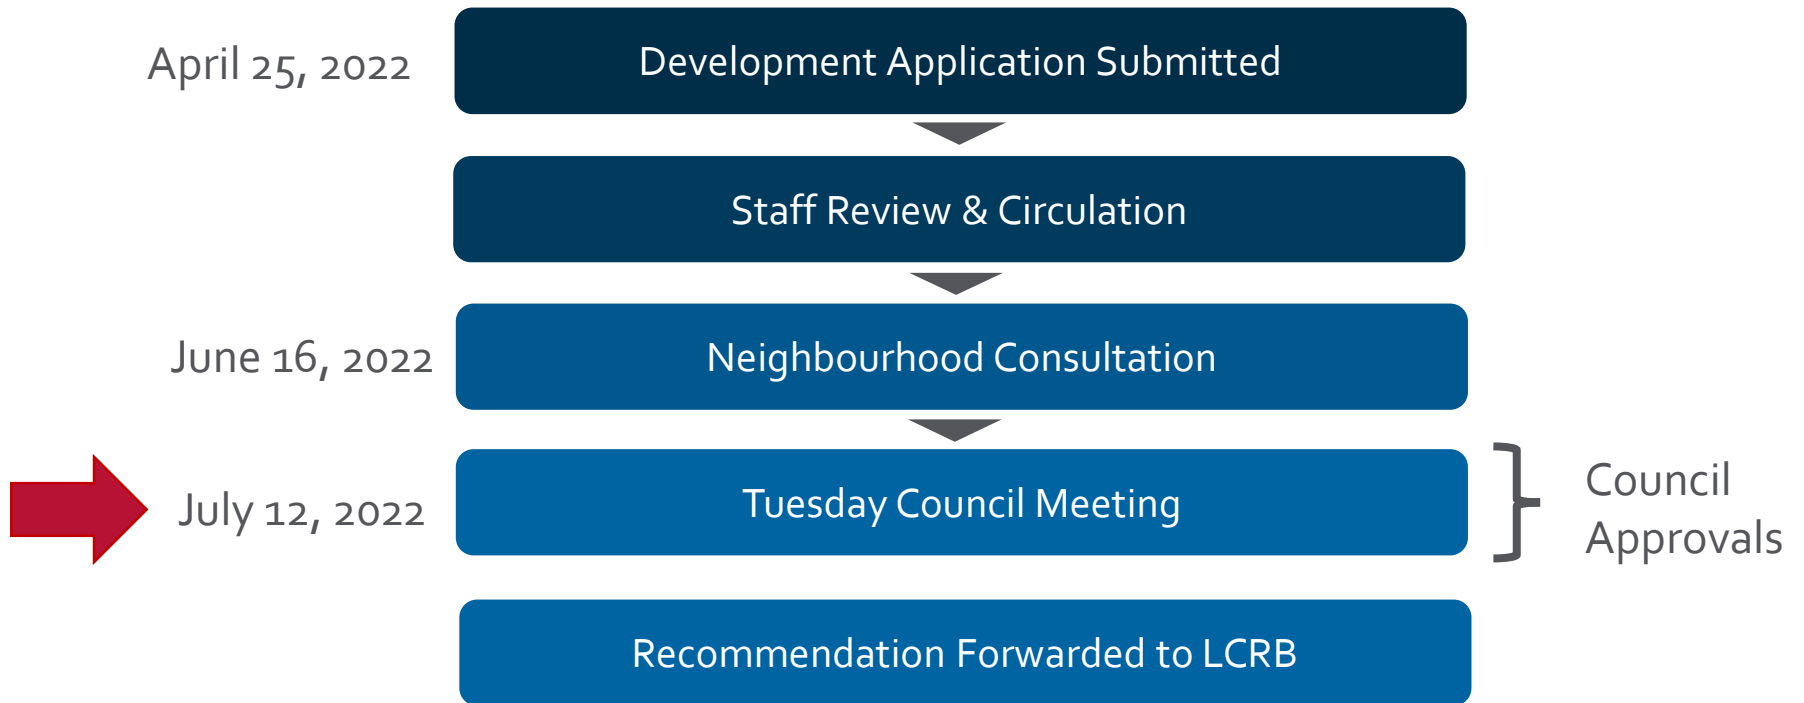 April 25, 2022
Development Application Submitted
Staff Review & Circulation
June 16, 2022
Neighbourhood Consultation
July 12, 2022
Tuesday Council Meeting
Council
Approvals
Recommendation Forwarded to LCRB